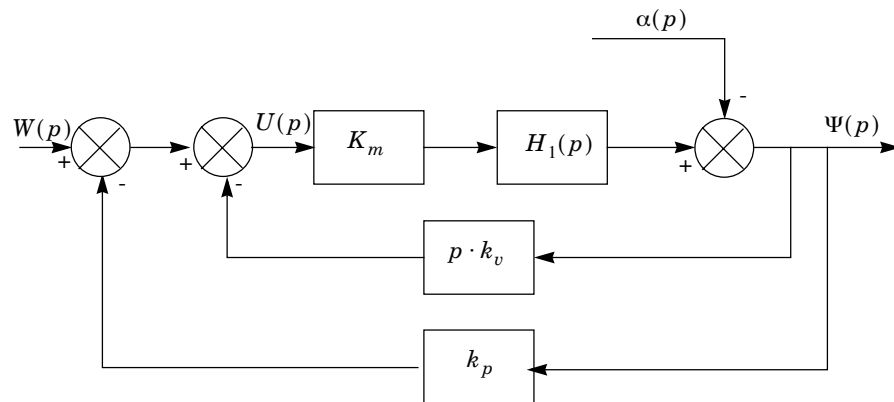 α(p)
-
W(p)
U(p)
K_m
H_1(p)
Ψ(p)
+
+
+
-
-
p · k_v
k_p